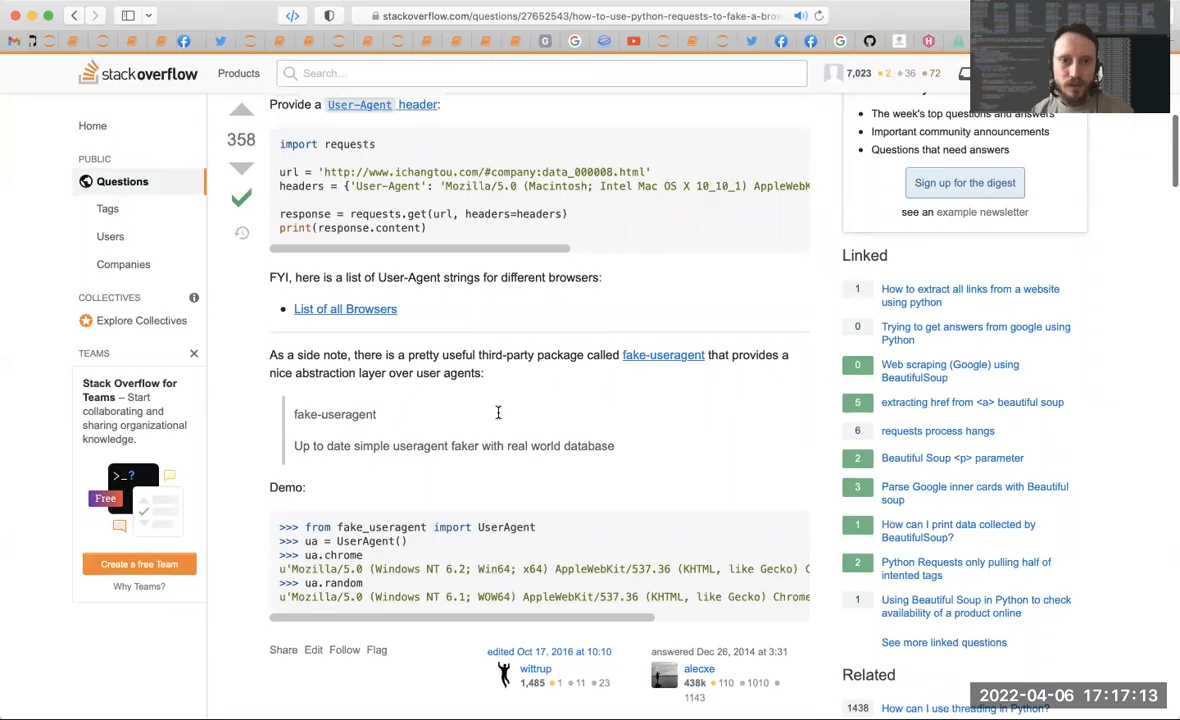 stackoverflow.com/questions/27652543/how-to-use-python-requests-to-fake-a-brow
stackoverflow
Products
Search...
7,023 2 36 72
Home
PUBLIC
Questions
Tags
Users
Companies
COLLECTIVES
Explore Collectives
TEAMS
Stack Overflow for
Teams – Start
collaborating and
sharing organizational
knowledge.
>_?
Free
Create a free Team
Why Teams?
358
Provide a User-Agent header:
import requests
url = 'http://www.ichangtou.com/#company:data_000008.html'
headers = {'User-Agent': 'Mozilla/5.0 (Macintosh; Intel Mac OS X 10_10_1) AppleWebK
response = requests.get(url, headers=headers)
print(response.content)
FYI, here is a list of User-Agent strings for different browsers:
List of all Browsers
As a side note, there is a pretty useful third-party package called fake-useragent that provides a
nice abstraction layer over user agents:
fake-useragent
Up to date simple useragent faker with real world database
Demo:
>>> from fake_useragent import UserAgent
>>> ua = UserAgent()
>>> ua.chrome
u'Mozilla/5.0 (Windows NT 6.2; Win64; x64) AppleWebKit/537.36 (KHTML, like Gecko) C
>>> ua.random
u'Mozilla/5.0 (Windows NT 6.1; WOW64) AppleWebKit/537.36 (KHTML, like Gecko) Chrome
Share Edit Follow Flag
edited Oct 17, 2016 at 10:10
wittrup
1,485 1 11 23
answered Dec 26, 2014 at 3:31
alecxe
438k 110 1010
1143
The week's top questions and answers
Important community announcements
Questions that need answers
Sign up for the digest
see an example newsletter
Linked
1 How to extract all links from a website
using python
0 Trying to get answers from google using
Python
0 Web scraping (Google) using
BeautifulSoup
5 extracting href from <a> beautiful soup
6 requests process hangs
2 Beautiful Soup <p> parameter
3 Parse Google inner cards with Beautiful
soup
1 How can I print data collected by
BeautifulSoup?
2 Python Requests only pulling half of
intented tags
1 Using Beautiful Soup in Python to check
availability of a product online
See more linked questions
Related
1438 How can I use threading in Python?
2022-04-06 17:17:13